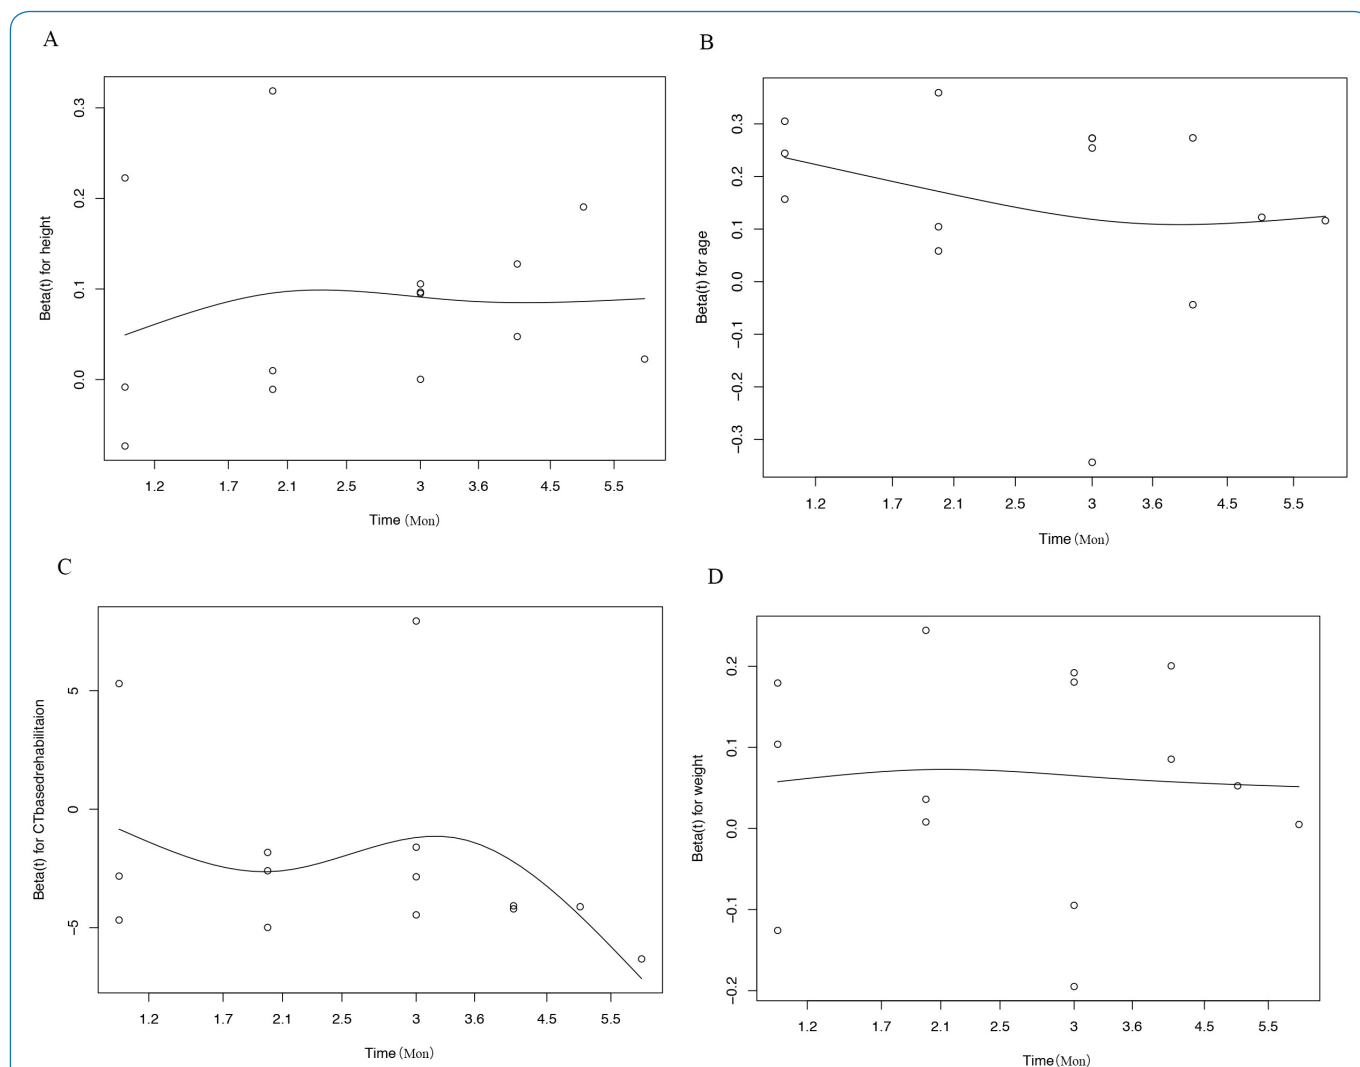 A
Beta(t) for height
0.3
0.2
0.1
0.0
1.2 1.7 2.1 2.5 3 3.6 4.5 5.5
Time (Mon)
B
Beta(t) for age
0.3
0.2
0.1
0.0
−0.1
−0.2
−0.3
1.2 1.7 2.1 2.5 3 3.6 4.5 5.5
Time (Mon)
C
Beta(t) for CTbasedrehabilitaion
5
0
−5
1.2 1.7 2.1 2.5 3 3.6 4.5 5.5
Time (Mon)
D
Beta(t) for weight
0.2
0.1
0.0
−0.1
−0.2
1.2 1.7 2.1 2.5 3 3.6 4.5 5.5
Time (Mon)